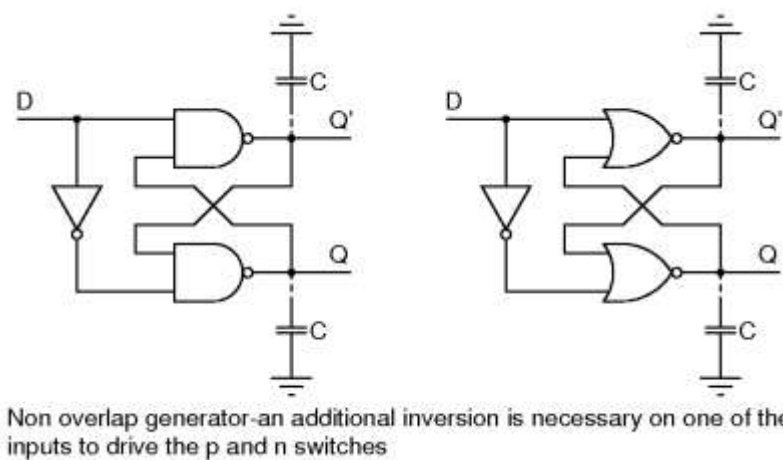 C
C
D
Q'
D
Q'
Q
Q
C
C
Non overlap generator-an additional inversion is necessary on one of the
inputs to drive the p and n switches